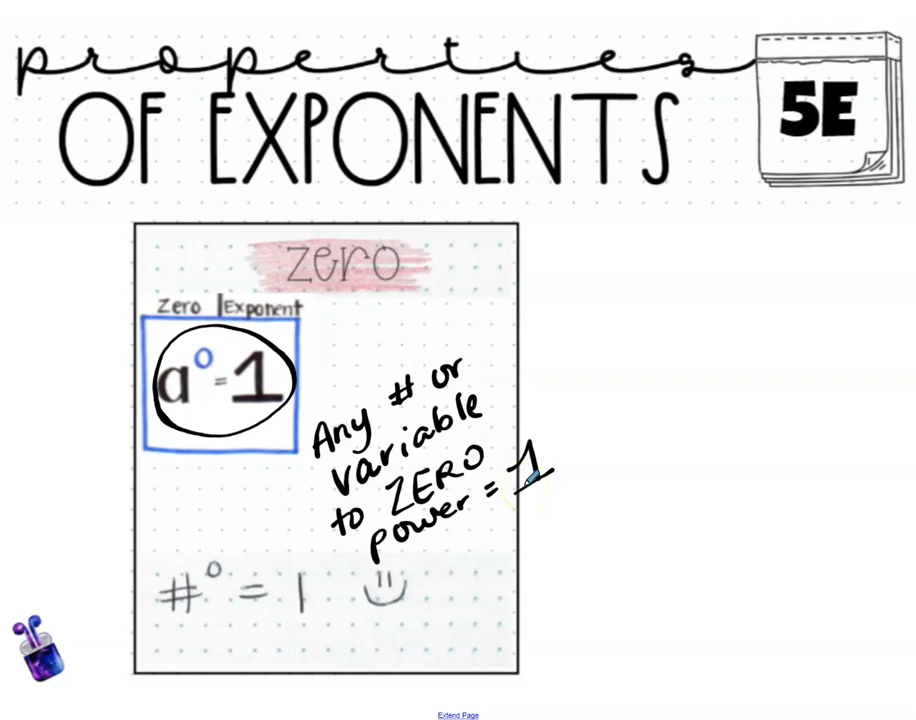 properties
OF EXPONENTS
5E
zero
Zero | Exponent
a⁰=1
Any # or
variable
to ZERO
power = 1
#⁰ = 1
Extend Page